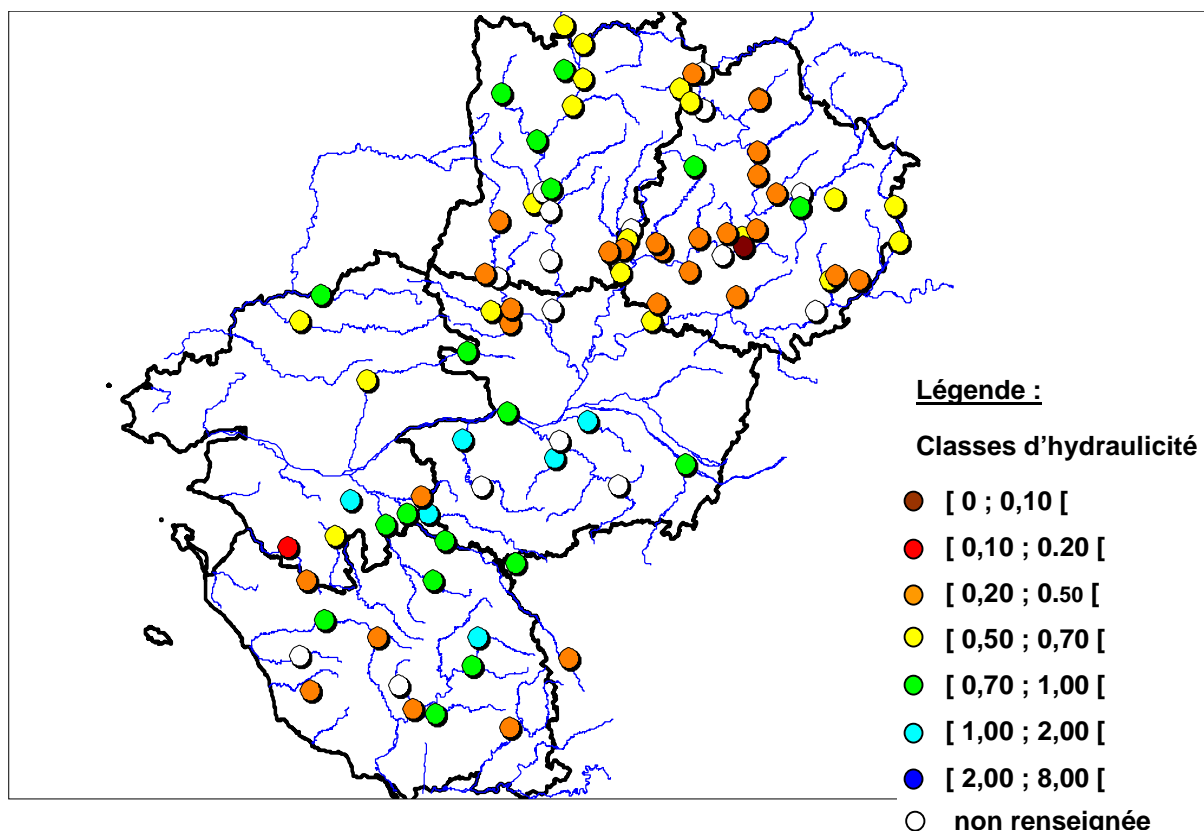 Légende :
Classes d'hydraulicité
[ 0 ; 0,10 [
[ 0,10 ; 0.20 [
[ 0,20 ; 0.50 [
[ 0,50 ; 0,70 [
[ 0,70 ; 1,00 [
[ 1,00 ; 2,00 [
[ 2,00 ; 8,00 [
non renseignée